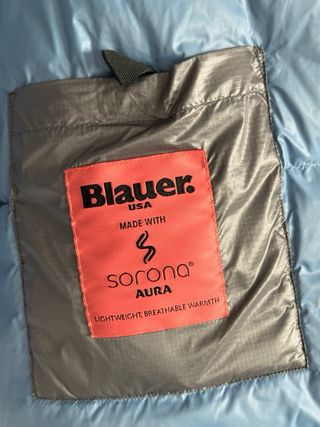 Blauer.
USA
MADE WITH
sorona®
AURA
LIGHTWEIGHT, BREATHABLE WARMTH